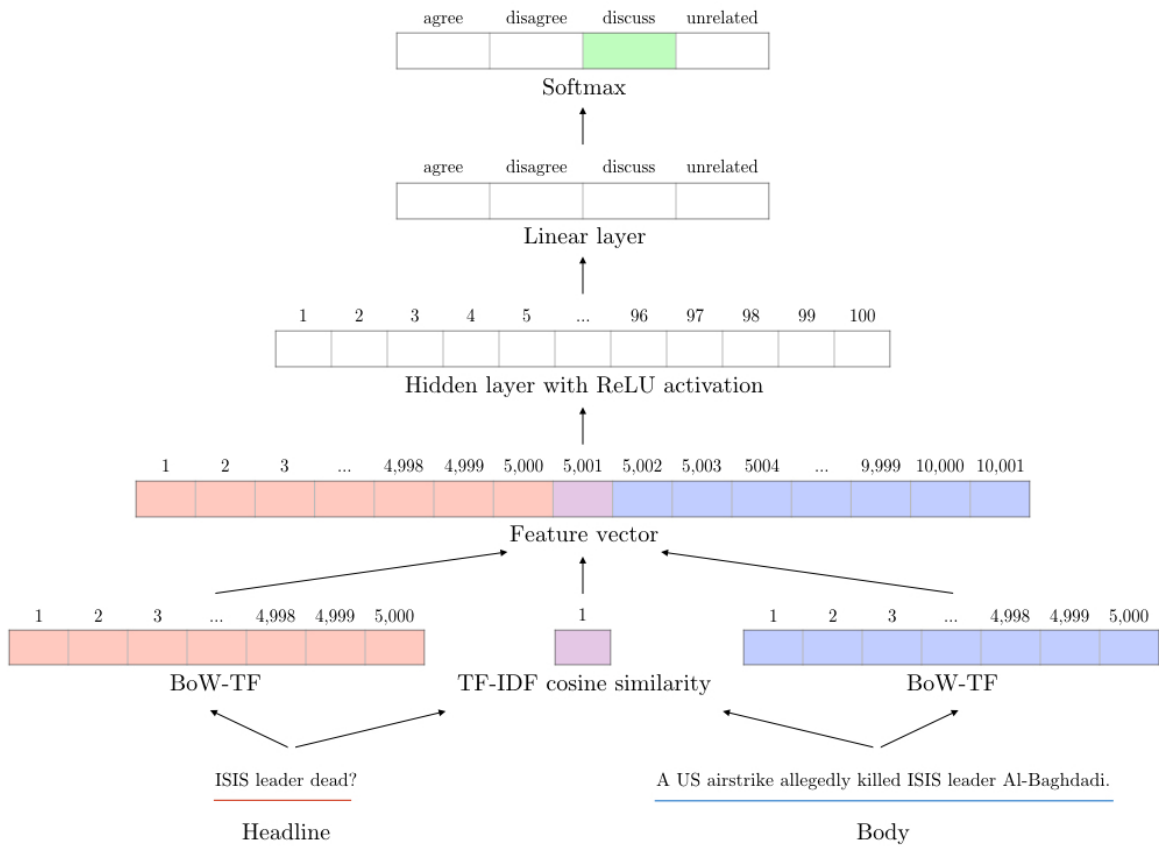 agree disagree discuss unrelated
Softmax
agree disagree discuss unrelated
Linear layer
1 2 3 4 5 ... 96 97 98 99 100
Hidden layer with ReLU activation
1 2 3 ... 4,998 4,999 5,000 5,001 5,002 5,003 5004 ... 9,999 10,000 10,001
Feature vector
1 2 3 ... 4,998 4,999 5,000 1 1 2 3 ... 4,998 4,999 5,000
BoW-TF TF-IDF cosine similarity BoW-TF
ISIS leader dead? A US airstrike allegedly killed ISIS leader Al-Baghdadi.
Headline Body